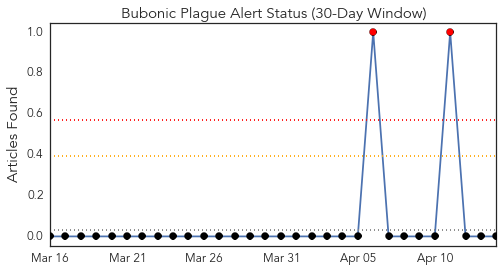 Bubonic Plague Alert Status (30-Day Window)
Articles Found
1.0
0.8
0.6
0.4
0.2
0.0
Mar 16 Mar 21 Mar 26 Mar 31 Apr 05 Apr 10